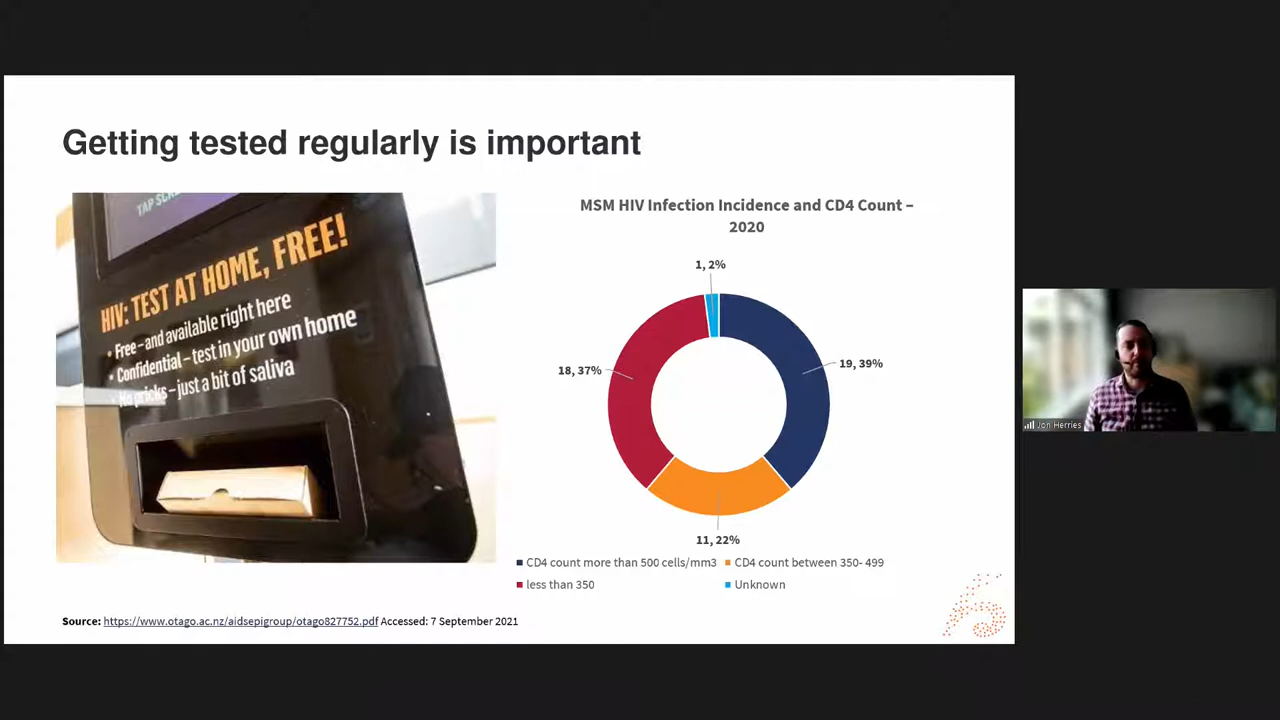 Getting tested regularly is important
TAP
HIV: TEST AT HOME, FREE!
• Free – and available right here
• Confidential – test in your own home
No pricks – just a bit of saliva
MSM HIV Infection Incidence and CD4 Count –
2020
1, 2%
19, 39%
18, 37%
11, 22%
CD4 count more than 500 cells/mm3
CD4 count between 350- 499
less than 350
Unknown
Source: https://www.otago.ac.nz/aidsepigroup/otago827752.pdf Accessed: 7 September 2021
Jon Herries